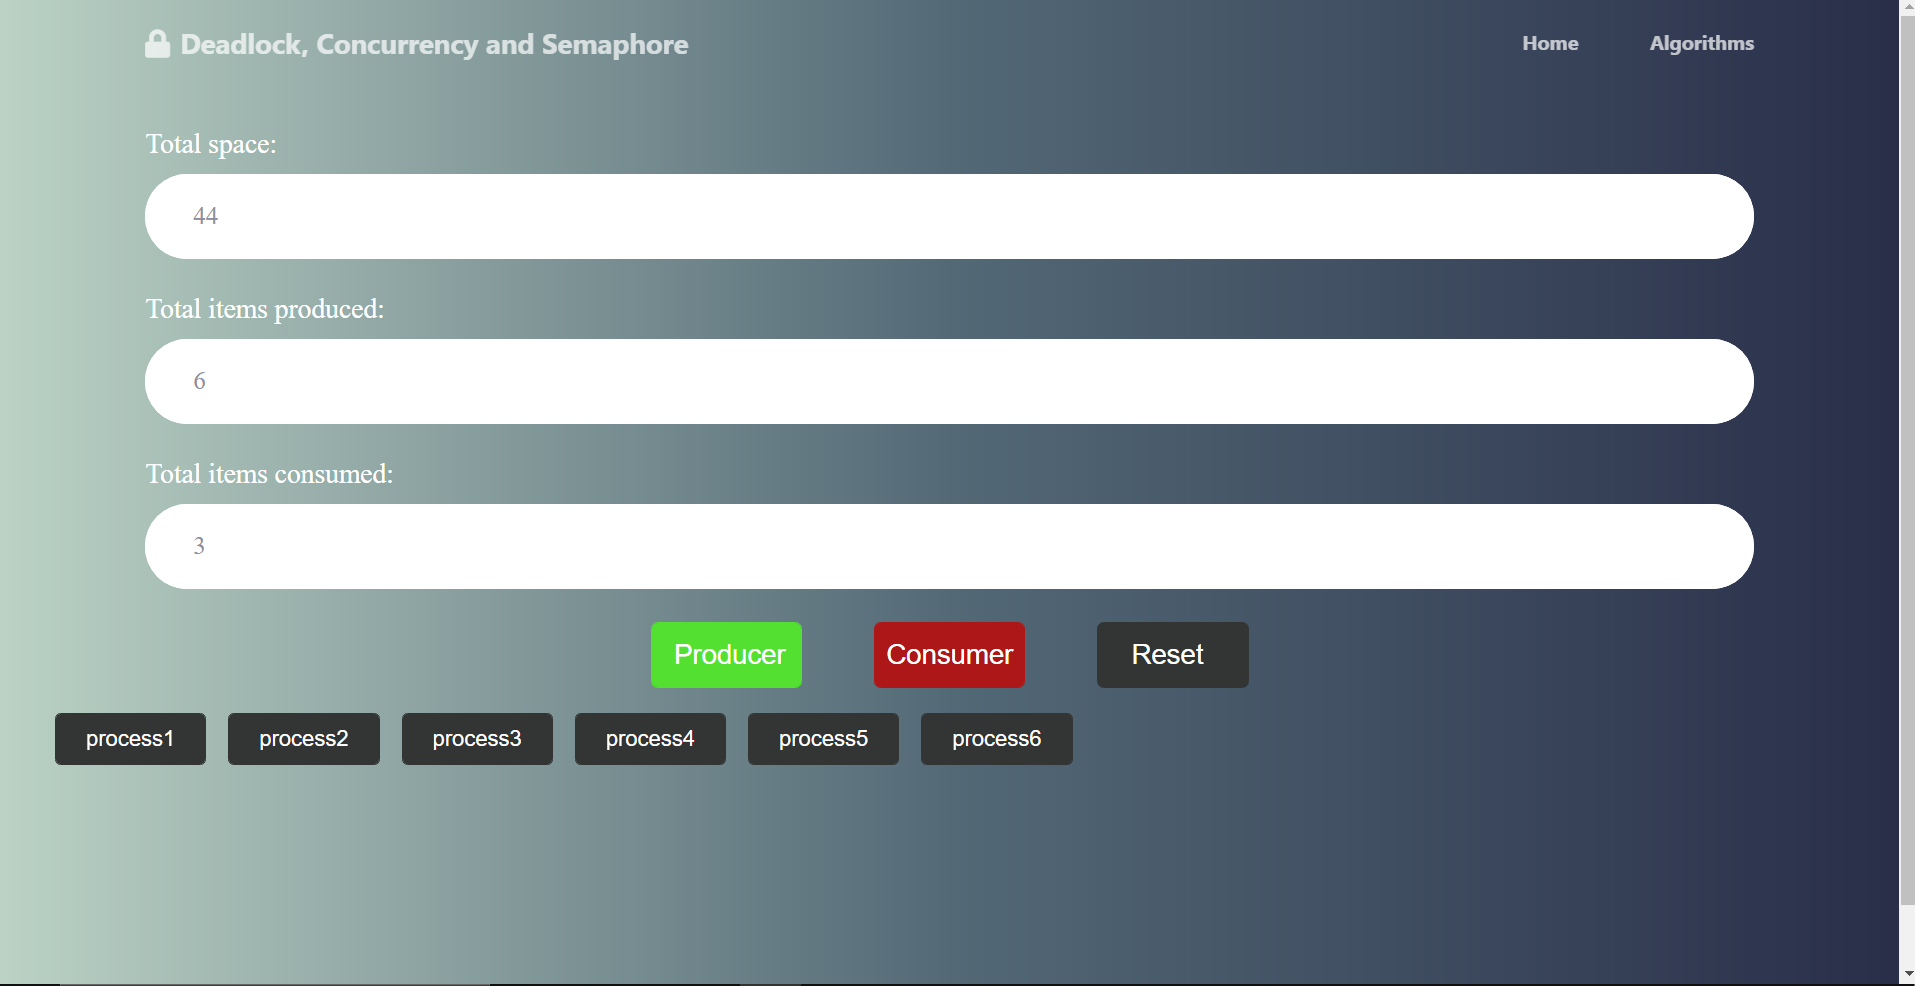 Deadlock, Concurrency and Semaphore Home Algorithms
Total space:
44
Total items produced:
6
Total items consumed:
3
Producer Consumer Reset
process1 process2 process3 process4 process5 process6